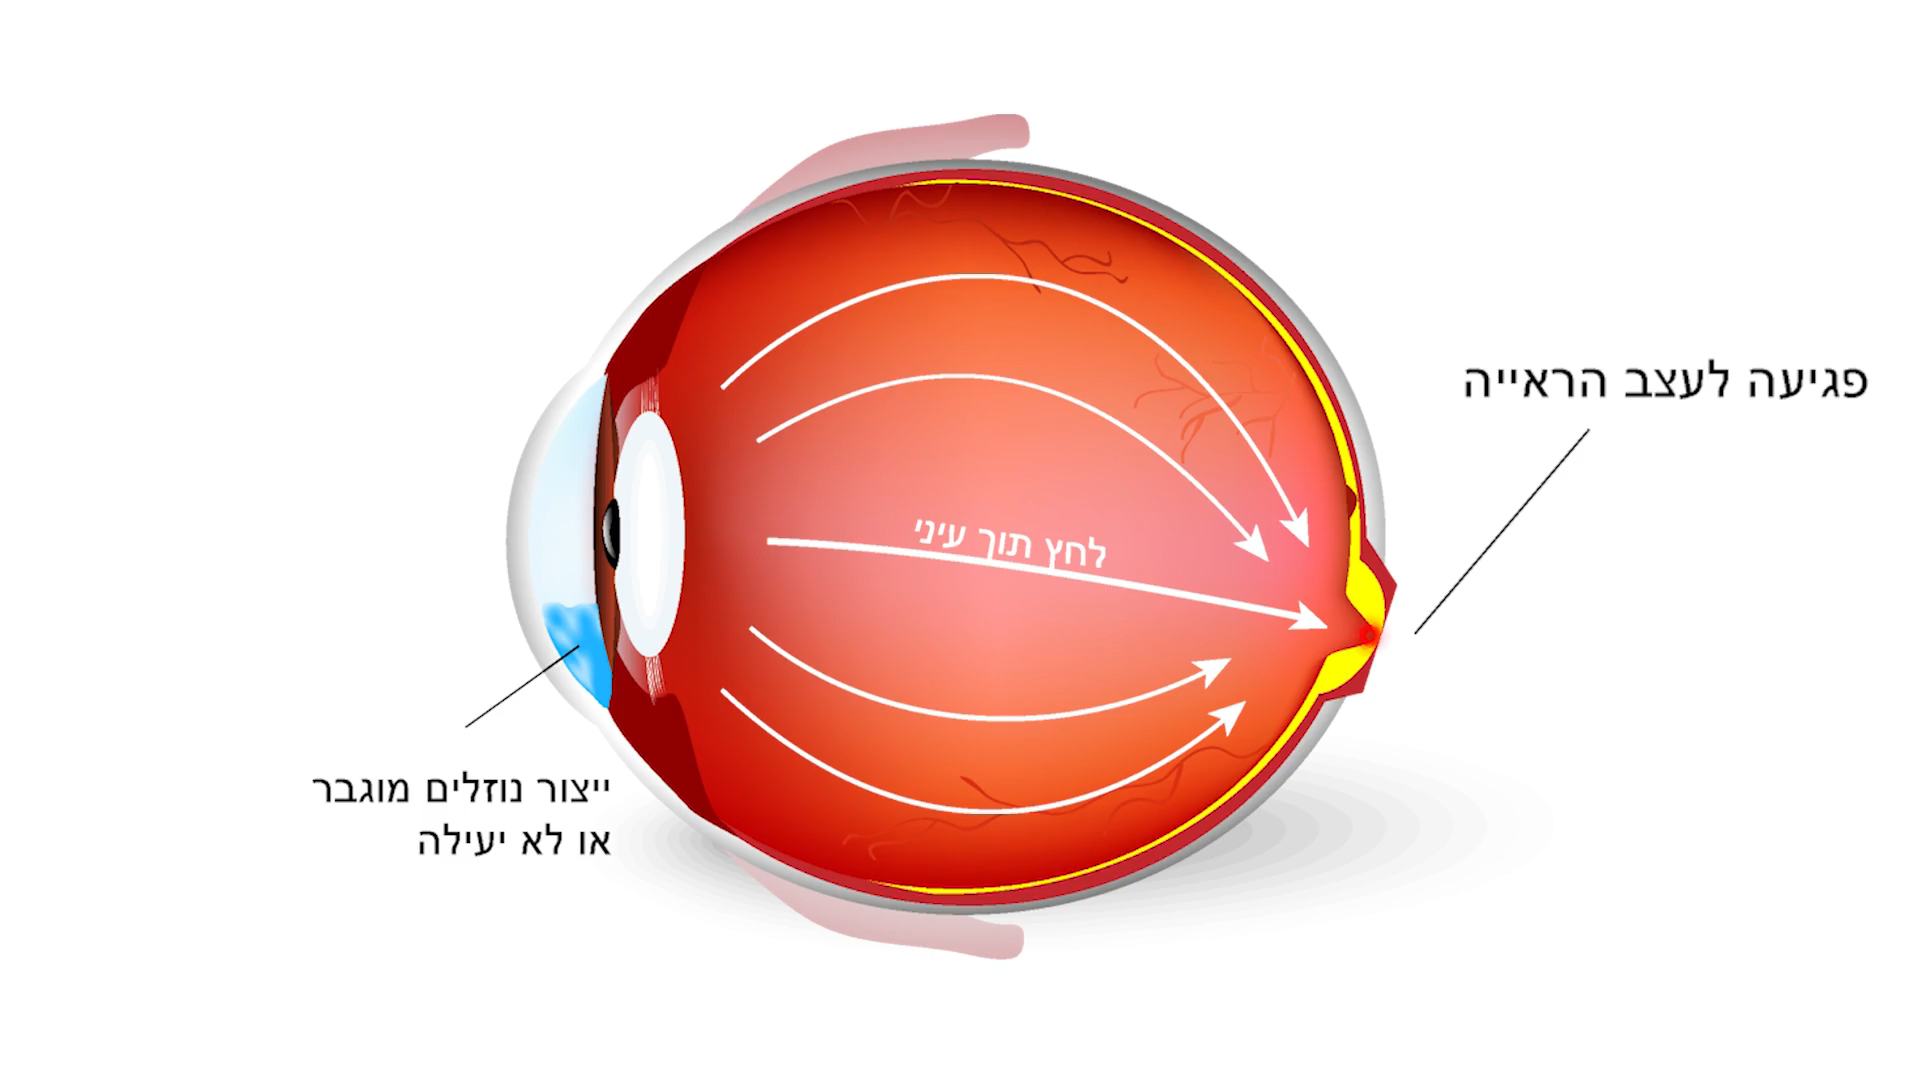 פגיעה לעצב הראייה
לחץ תוך עיני
ייצור נוזלים מוגבר
או לא יעילה